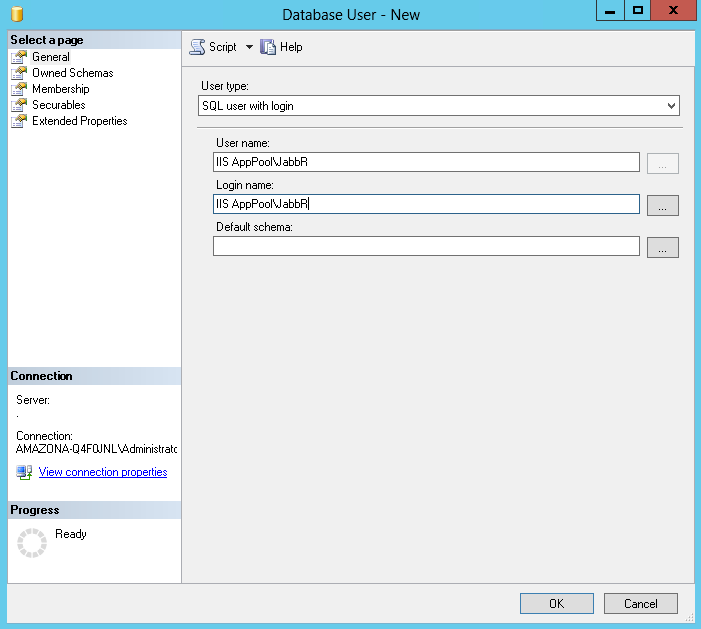 Database User - New
Select a page
General
Owned Schemas
Membership
Securables
Extended Properties
Script
Help
User type:
SQL user with login
User name:
IIS AppPool\JabbR
...
Login name:
IIS AppPool\JabbR
...
Default schema:
...
Connection
Server:
.
Connection:
AMAZONA-Q4F0JNL\Administrato
View connection properties
Progress
Ready
OK
Cancel